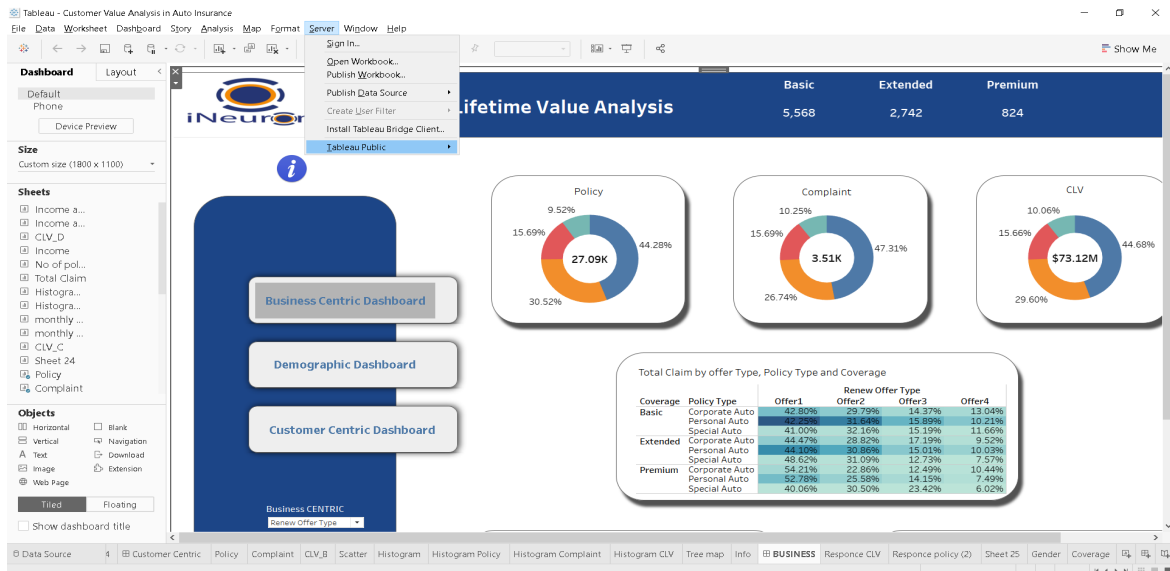 Tableau - Customer Value Analysis in Auto Insurance
File Data Worksheet Dashboard Story Analysis Map Format Server Window Help
Show Me
Sign In...
Open Workbook...
Publish Workbook...
Publish Data Source
Create User Filter
Install Tableau Bridge Client...
Tableau Public
Dashboard Layout
Default
Phone
Device Preview
Size
Custom size (1800 x 1100)
Sheets
Income a...
Income a...
CLV_D
Income
No of pol...
Total Claim
Histogra...
Histogra...
monthly ...
monthly ...
CLV_C
Sheet 24
Policy
Complaint
Objects
Horizontal Blank
Vertical Navigation
Text Download
Image Extension
Web Page
Tiled Floating
Show dashboard title
iNeuron
Lifetime Value Analysis
Basic Extended Premium
5,568 2,742 824
i
Business Centric Dashboard
Demographic Dashboard
Customer Centric Dashboard
Business CENTRIC
Renew Offer Type
Policy
9.52%
15.69%
44.28%
27.09K
30.52%
Complaint
10.25%
15.69%
47.31%
3.51K
26.74%
CLV
10.06%
15.66%
44.68%
$73.12M
29.60%
Total Claim by offer Type, Policy Type and Coverage
Renew Offer Type
Coverage Policy Type Offer1 Offer2 Offer3 Offer4
Basic Corporate Auto 42.80% 29.79% 14.37% 13.04%
Personal Auto 42.25% 31.64% 15.89% 10.21%
Special Auto 41.00% 32.16% 15.19% 11.66%
Extended Corporate Auto 44.47% 28.82% 17.19% 9.52%
Personal Auto 44.10% 30.86% 15.01% 10.03%
Special Auto 48.62% 31.09% 12.73% 7.57%
Premium Corporate Auto 54.21% 22.86% 12.49% 10.44%
Personal Auto 52.78% 25.58% 14.15% 7.49%
Special Auto 40.06% 30.50% 23.42% 6.02%
Data Source Customer Centric Policy Complaint CLV_B Scatter Histogram Histogram Policy Histogram Complaint Histogram CLV Tree map Info BUSINESS Responce CLV Responce policy (2) Sheet 25 Gender Coverage